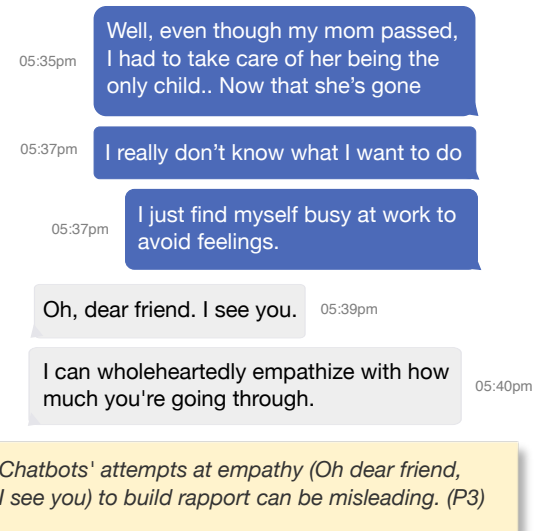 Well, even though my mom passed,
05:35pm
I had to take care of her being the
only child.. Now that she’s gone
05:37pm
I really don’t know what I want to do
I just find myself busy at work to
05:37pm
avoid feelings.
Oh, dear friend. I see you.
05:39pm
I can wholeheartedly empathize with how
05:40pm
much you're going through.
Chatbots' attempts at empathy (Oh dear friend,
I see you) to build rapport can be misleading. (P3)